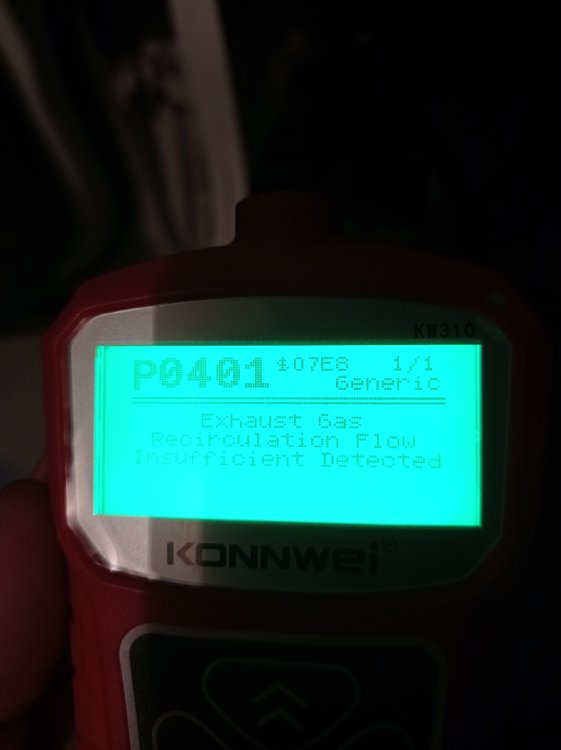 KW310
P0401 $07E8 1/1
Generic
Exhaust Gas
Recirculation Flow
Insufficient Detected
KONNWEI®